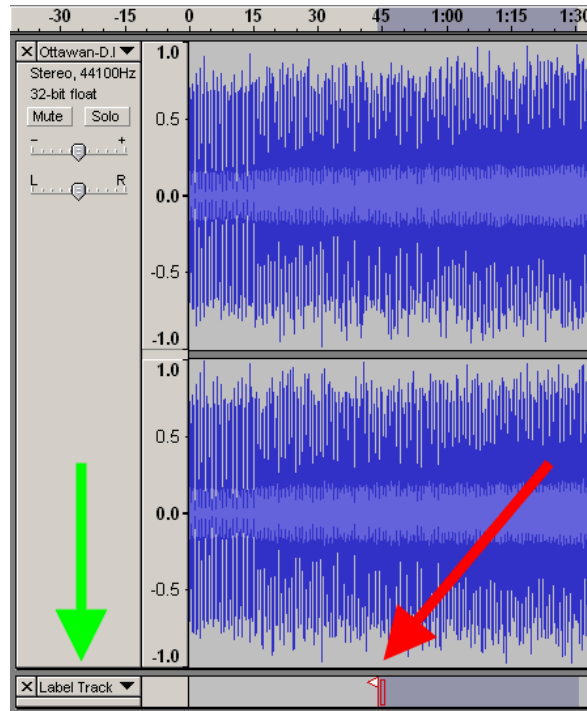 -30 -15 0 15 30 45 1:00 1:15 1:30
Ottawan-D.I
Stereo, 44100Hz
32-bit float
Mute Solo
- +
L R
1.0
0.5
0.0
-0.5
-1.0
1.0
0.5
0.0
-0.5
-1.0
Label Track